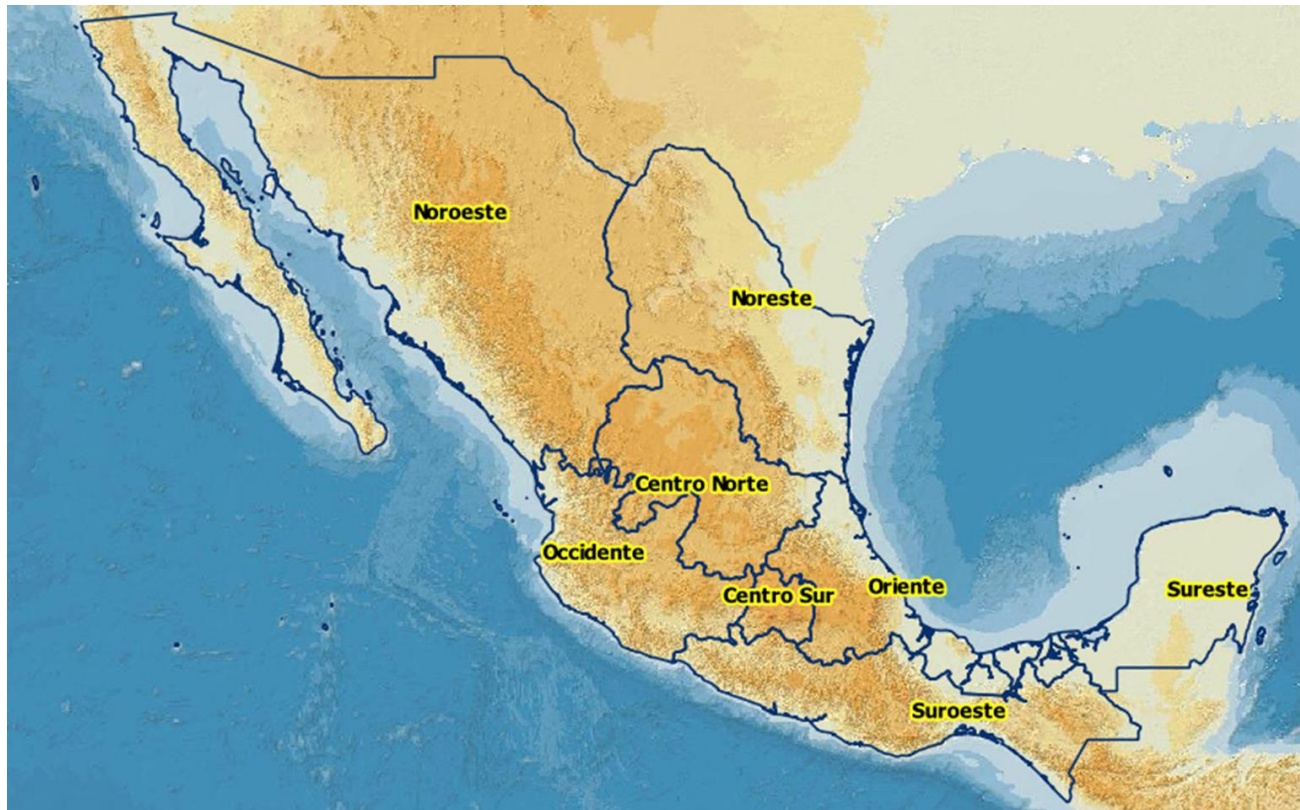 Noroeste
Noreste
Centro Norte
Occidente
Centro Sur
Oriente
Sureste
Suroeste